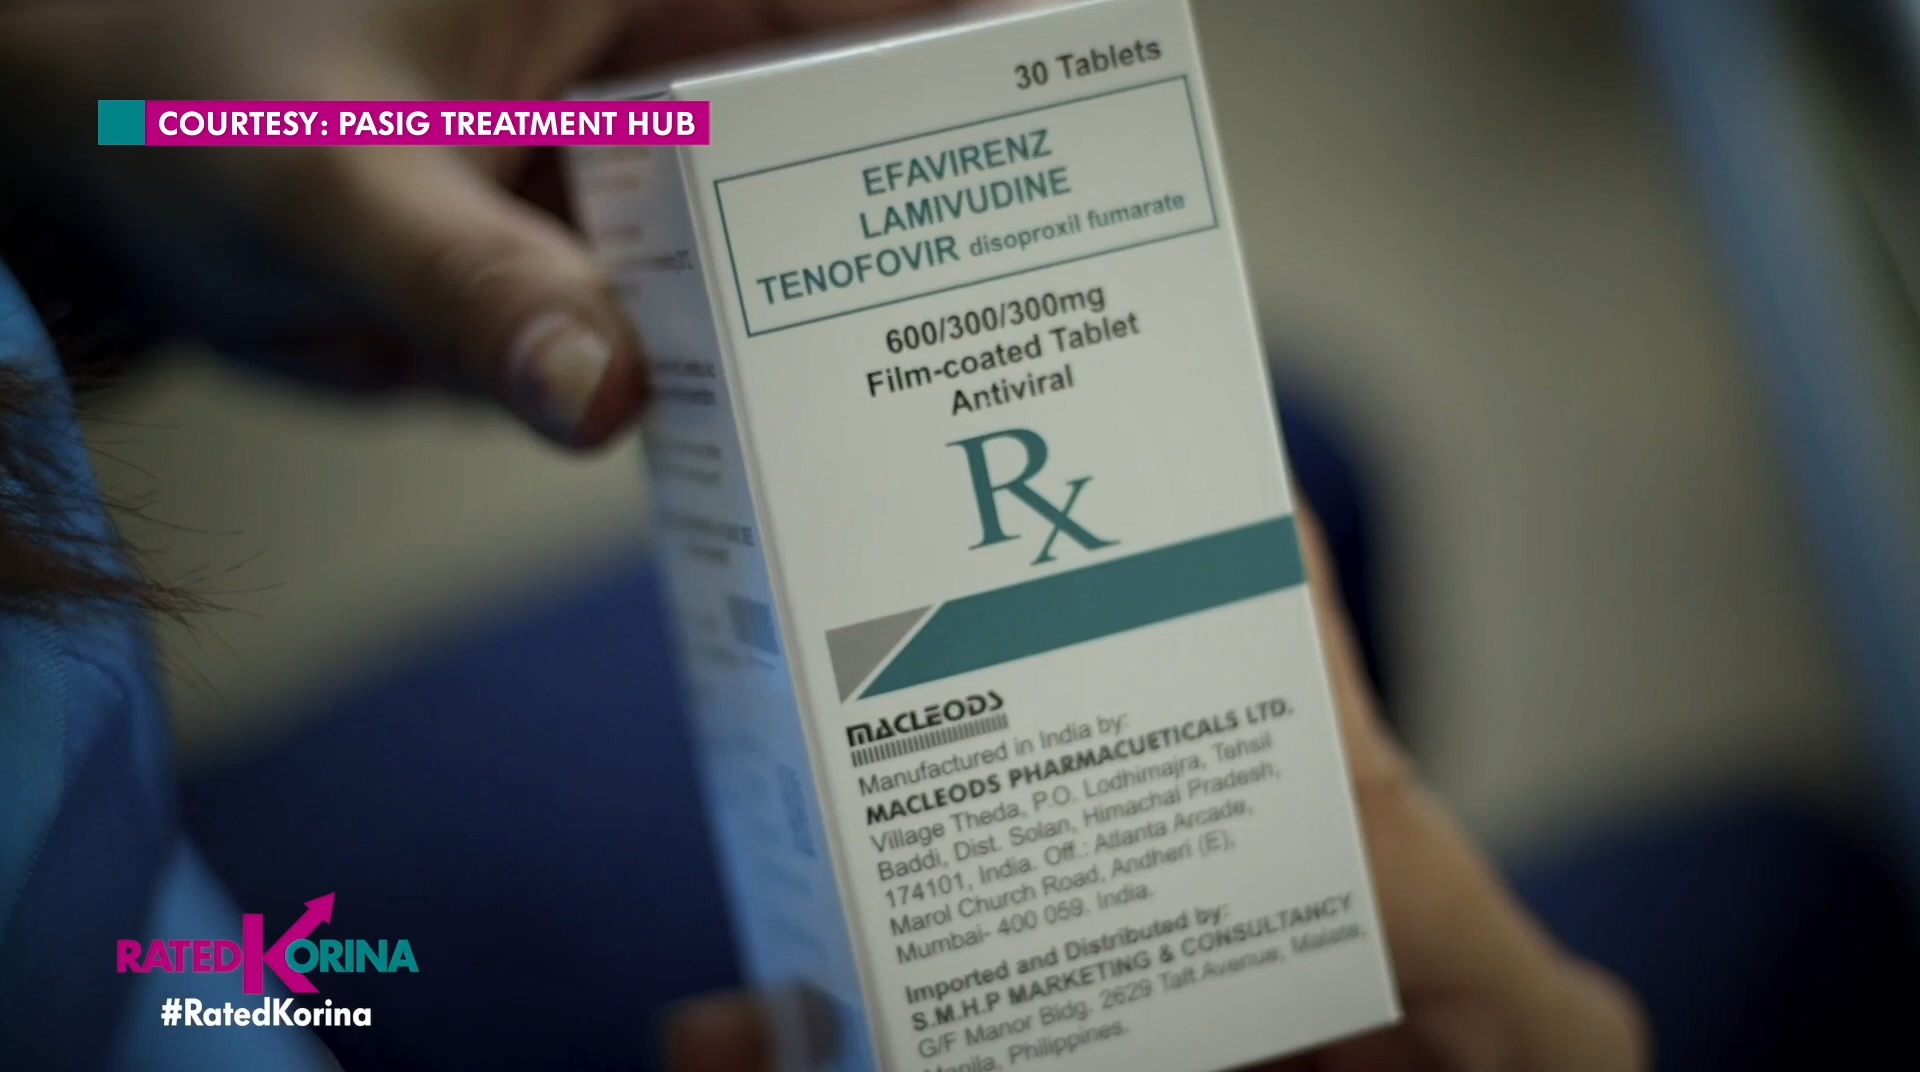 COURTESY: PASIG TREATMENT HUB
30 Tablets
EFAVIRENZ
LAMIVUDINE
TENOFOVIR disoproxil fumarate
600/300/300mg
Film-coated Tablet
Antiviral
Rx
MACLEODS
Manufactured in India by:
MACLEODS PHARMACUETICALS LTD.
Village Theda, P.O. Lodhimajra, Tehsil
Baddi, Dist. Solan, Himachal Pradesh,
174101, India. Off.: Atlanta Arcade,
Marol Church Road, Andheri (E),
Mumbai- 400 059. India.
Imported and Distributed by:
S.M.H.P MARKETING & CONSULTANCY
G/F Manor Bldg. 2629 Taft Avenue, Malate,
Manila, Philippines.
RATED KORINA
#RatedKorina